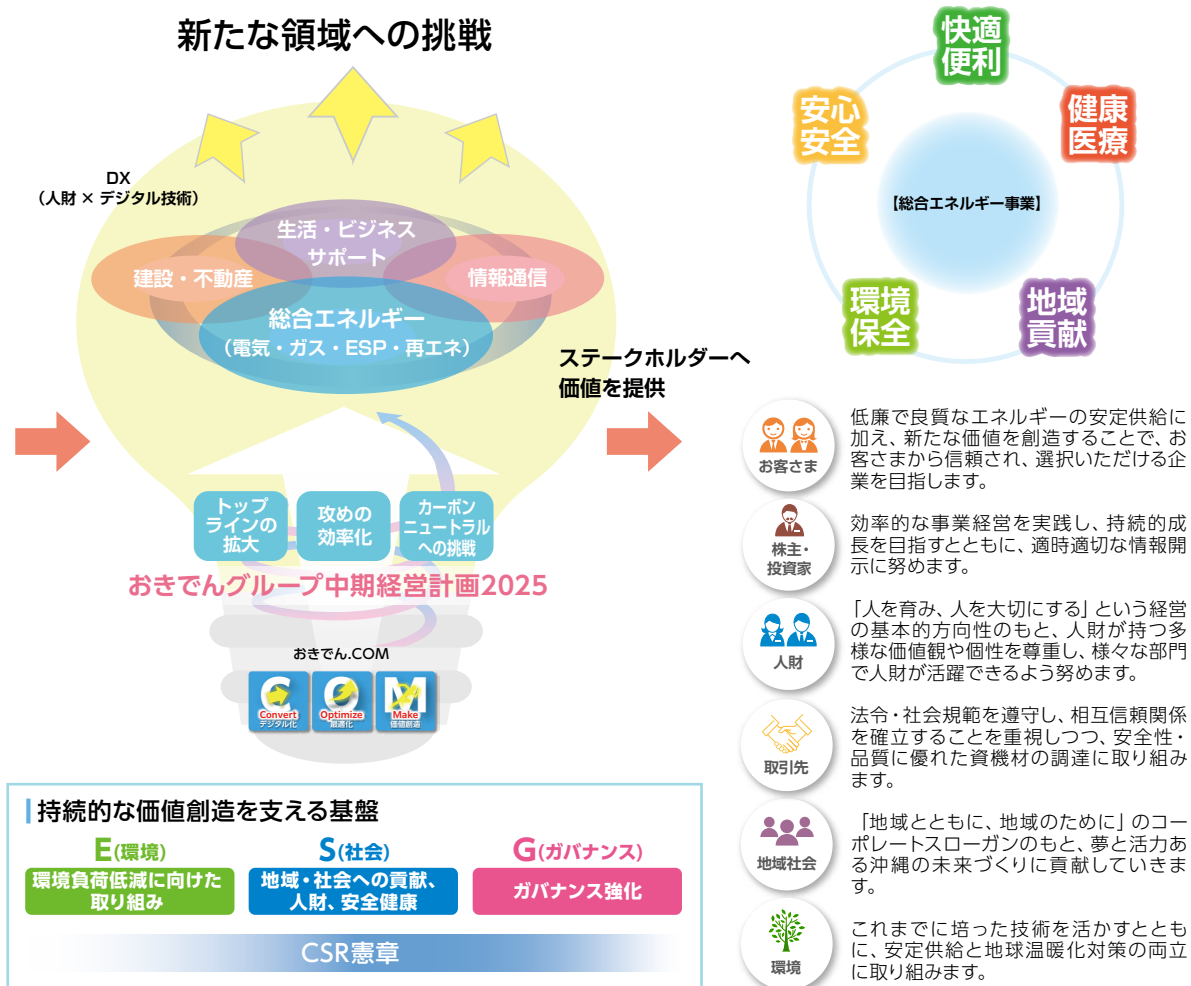 新たな領域への挑戦
DX
(人財 × デジタル技術)
生活・ビジネス
サポート
建設・不動産
情報通信
総合エネルギー
(電気・ガス・ESP・再エネ)
ステークホルダーへ
価値を提供
トップ
ラインの
拡大
攻めの
効率化
カーボン
ニュートラル
への挑戦
おきでんグループ中期経営計画2025
おきでん.COM
C
Convert
デジタル化
O
Optimize
最適化
M
Make
価値創造
持続的な価値創造を支える基盤
E(環境)
環境負荷低減に向けた
取り組み
S(社会)
地域・社会への貢献、
人財、安全健康
G(ガバナンス)
ガバナンス強化
CSR憲章
快適
便利
安心
安全
健康
医療
【総合エネルギー事業】
環境
保全
地域
貢献
お客さま
低廉で良質なエネルギーの安定供給に
加え、新たな価値を創造することで、お
客さまから信頼され、選択いただける企
業を目指します。
株主・
投資家
効率的な事業経営を実践し、持続的成
長を目指すとともに、適時適切な情報開
示に努めます。
人財
「人を育み、人を大切にする」という経営
の基本的方向性のもと、人財が持つ多
様な価値観や個性を尊重し、様々な部門
で人財が活躍できるよう努めます。
取引先
法令・社会規範を遵守し、相互信頼関係
を確立することを重視しつつ、安全性・
品質に優れた資機材の調達に取り組み
ます。
地域社会
「地域とともに、地域のために」のコー
ポレートスローガンのもと、夢と活力あ
る沖縄の未来づくりに貢献していきま
す。
環境
これまでに培った技術を活かすととも
に、安定供給と地球温暖化対策の両立
に取り組みます。